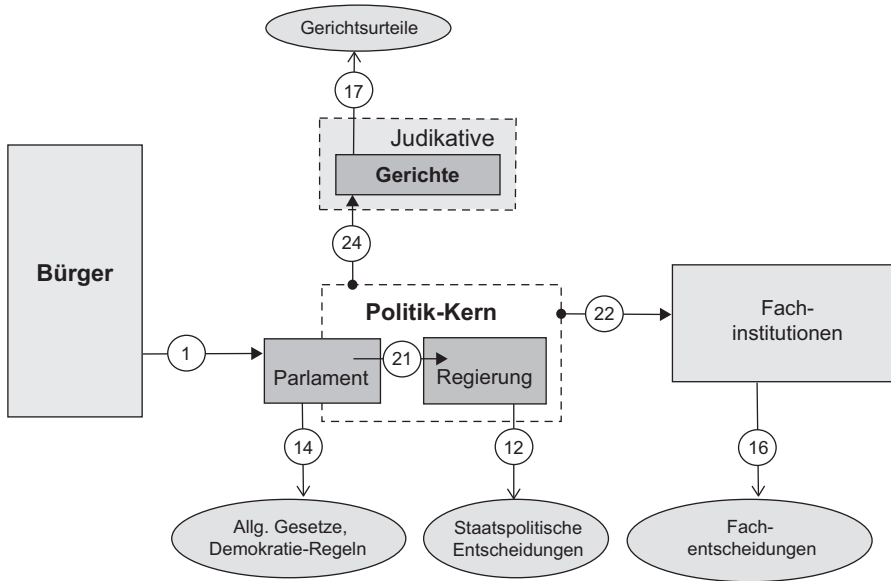 Gerichtsurteile
17
Judikative
Gerichte
24
Bürger
Politik-Kern
22
Fach-
institutionen
1
Parlament
21
Regierung
14
12
16
Allg. Gesetze,
Demokratie-Regeln
Staatspolitische
Entscheidungen
Fach-
entscheidungen